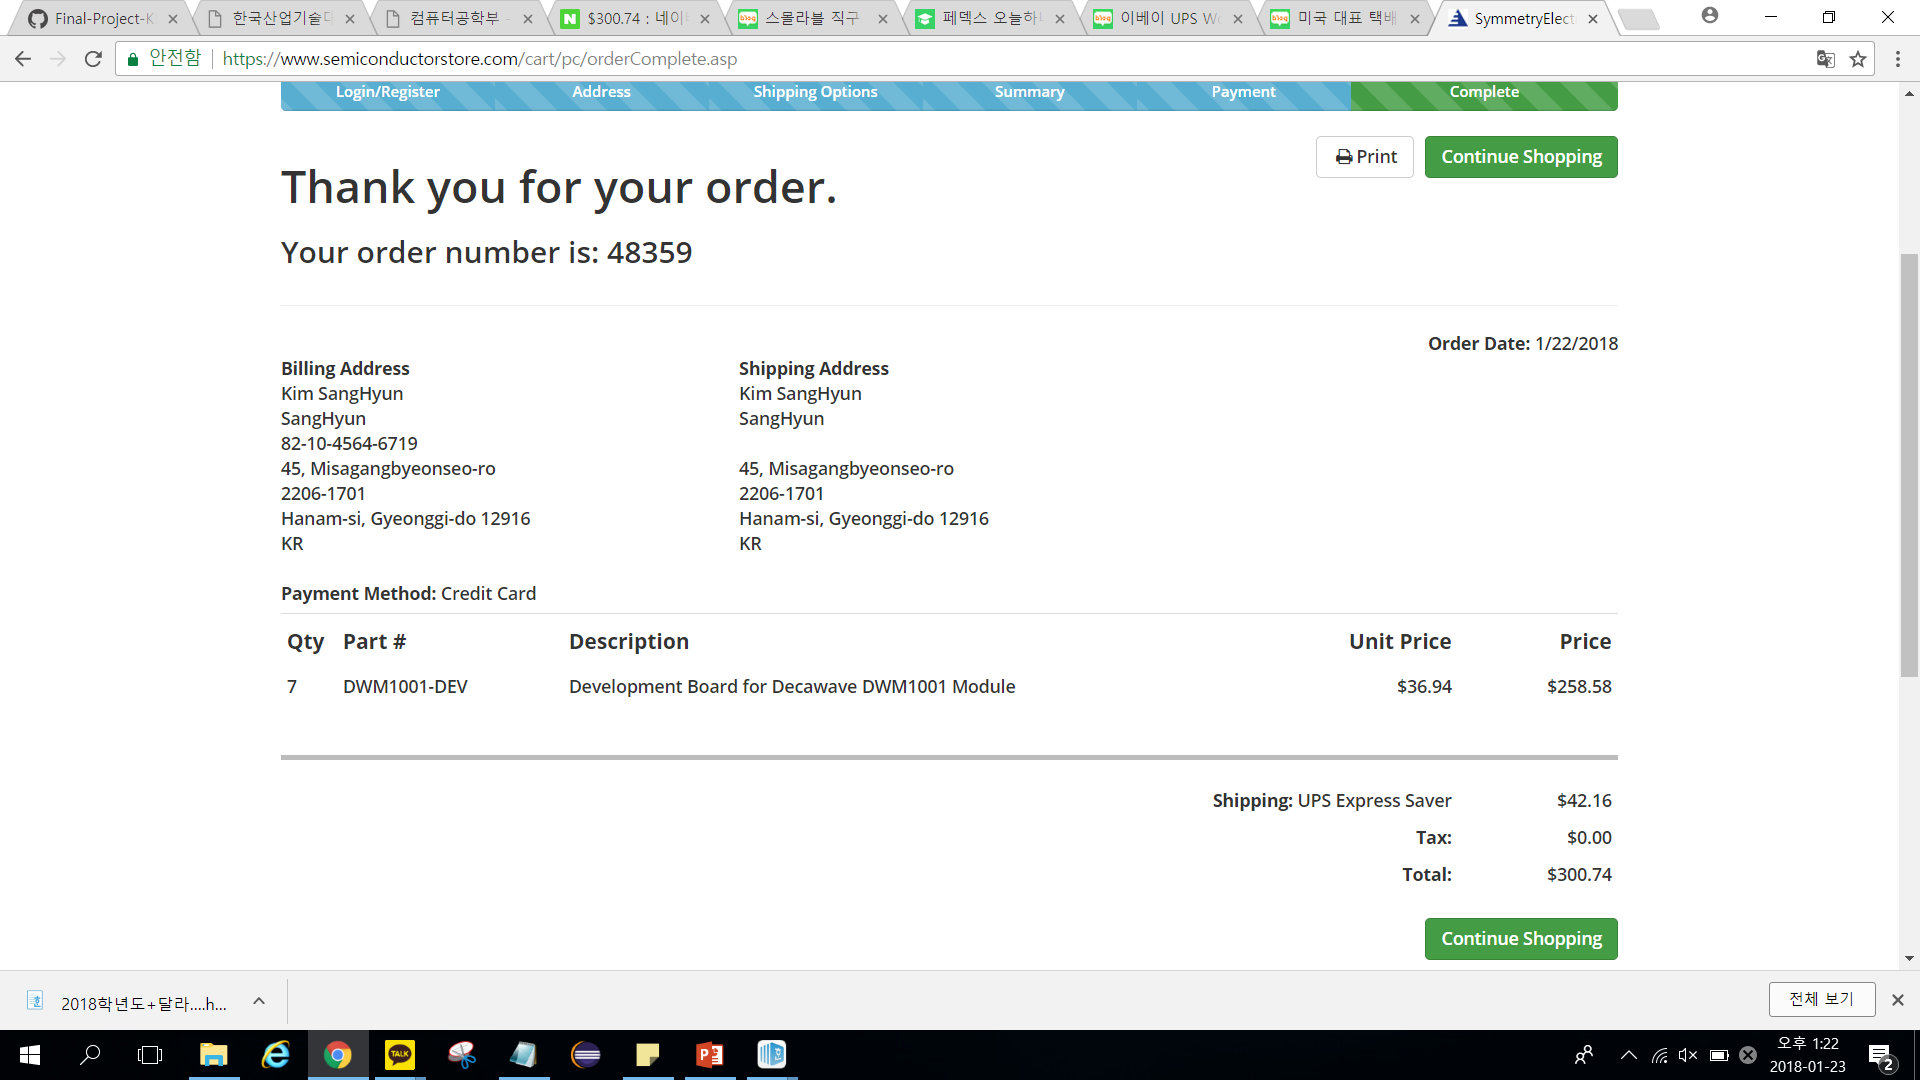 Final-Project-K
한국산업기술대
컴퓨터공학부 -
$300.74 : 네이
스몰라블 직구
페덱스 오늘하
이베이 UPS Wo
미국 대표 택배
SymmetryElect
안전함
https://www.semiconductorstore.com/cart/pc/orderComplete.asp
Login/Register Address Shipping Options Summary Payment Complete
Print Continue Shopping
Thank you for your order.
Your order number is: 48359
Order Date: 1/22/2018
Billing Address
Kim SangHyun
SangHyun
82-10-4564-6719
45, Misagangbyeonseo-ro
2206-1701
Hanam-si, Gyeonggi-do 12916
KR
Shipping Address
Kim SangHyun
SangHyun
45, Misagangbyeonseo-ro
2206-1701
Hanam-si, Gyeonggi-do 12916
KR
Payment Method: Credit Card
Qty Part # Description Unit Price Price
7 DWM1001-DEV Development Board for Decawave DWM1001 Module $36.94 $258.58
Shipping: UPS Express Saver $42.16
Tax: $0.00
Total: $300.74
Continue Shopping
2018학년도+달라....h...
전체 보기
TALK
오후 1:22
2018-01-23
2